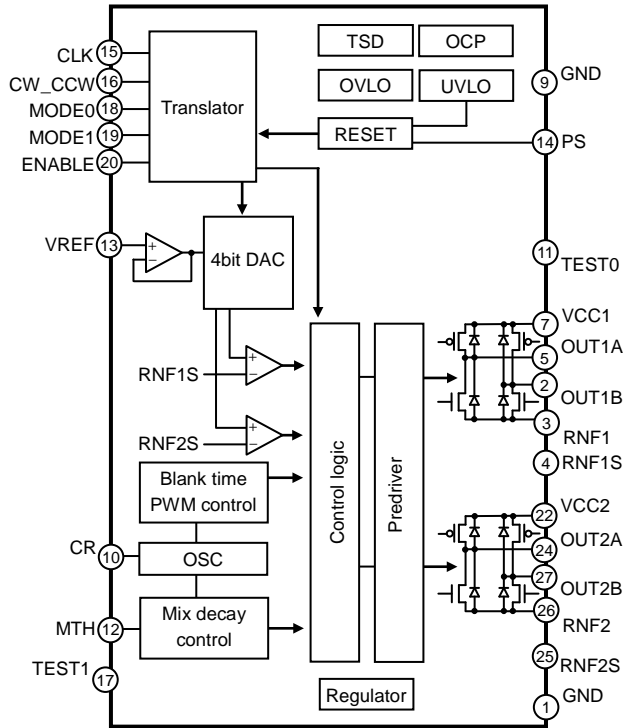 CLK 15
CW_CCW 16
MODE0 18
MODE1 19
ENABLE 20
Translator
TSD
OCP
OVLO
UVLO
RESET
9 GND
14 PS
VREF 13
+
−
4bit DAC
11
TEST0
RNF1S
+
−
RNF2S
+
−
Blank time
PWM control
CR
10
OSC
MTH
12
Mix decay
control
TEST1
17
Control logic
Predriver
7 VCC1
5 OUT1A
2 OUT1B
3 RNF1
4 RNF1S
22 VCC2
24 OUT2A
27 OUT2B
26 RNF2
25 RNF2S
1 GND
Regulator